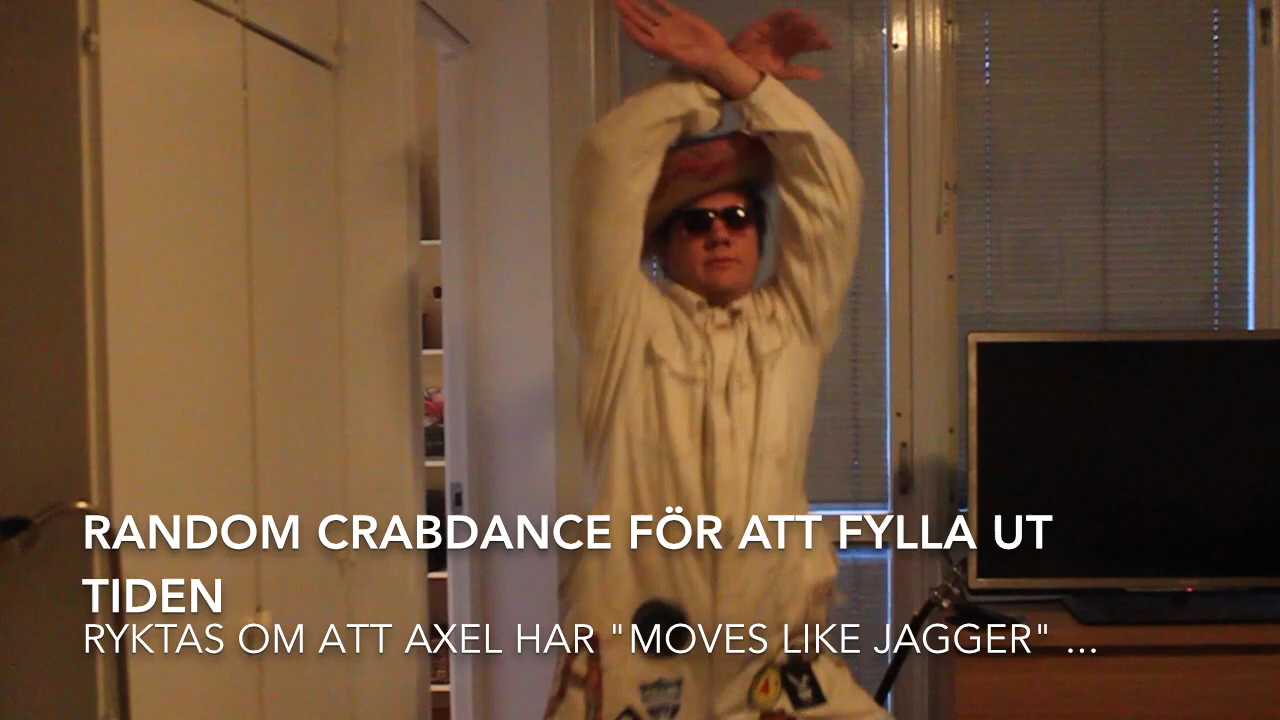 RANDOM CRABDANCE FÖR ATT FYLLA UT
TIDEN
RYKTAS OM ATT AXEL HAR "MOVES LIKE JAGGER" ...